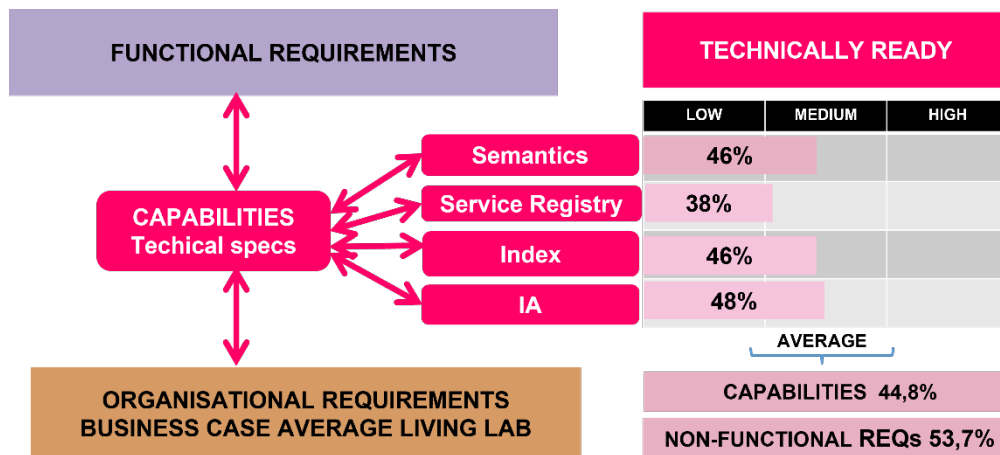 FUNCTIONAL REQUIREMENTS
TECHNICALLY READY
LOW MEDIUM HIGH
Semantics 46%
Service Registry 38%
CAPABILITIES
Techical specs
Index 46%
IA 48%
AVERAGE
ORGANISATIONAL REQUIREMENTS
BUSINESS CASE AVERAGE LIVING LAB
CAPABILITIES 44,8%
NON-FUNCTIONAL REQs 53,7%